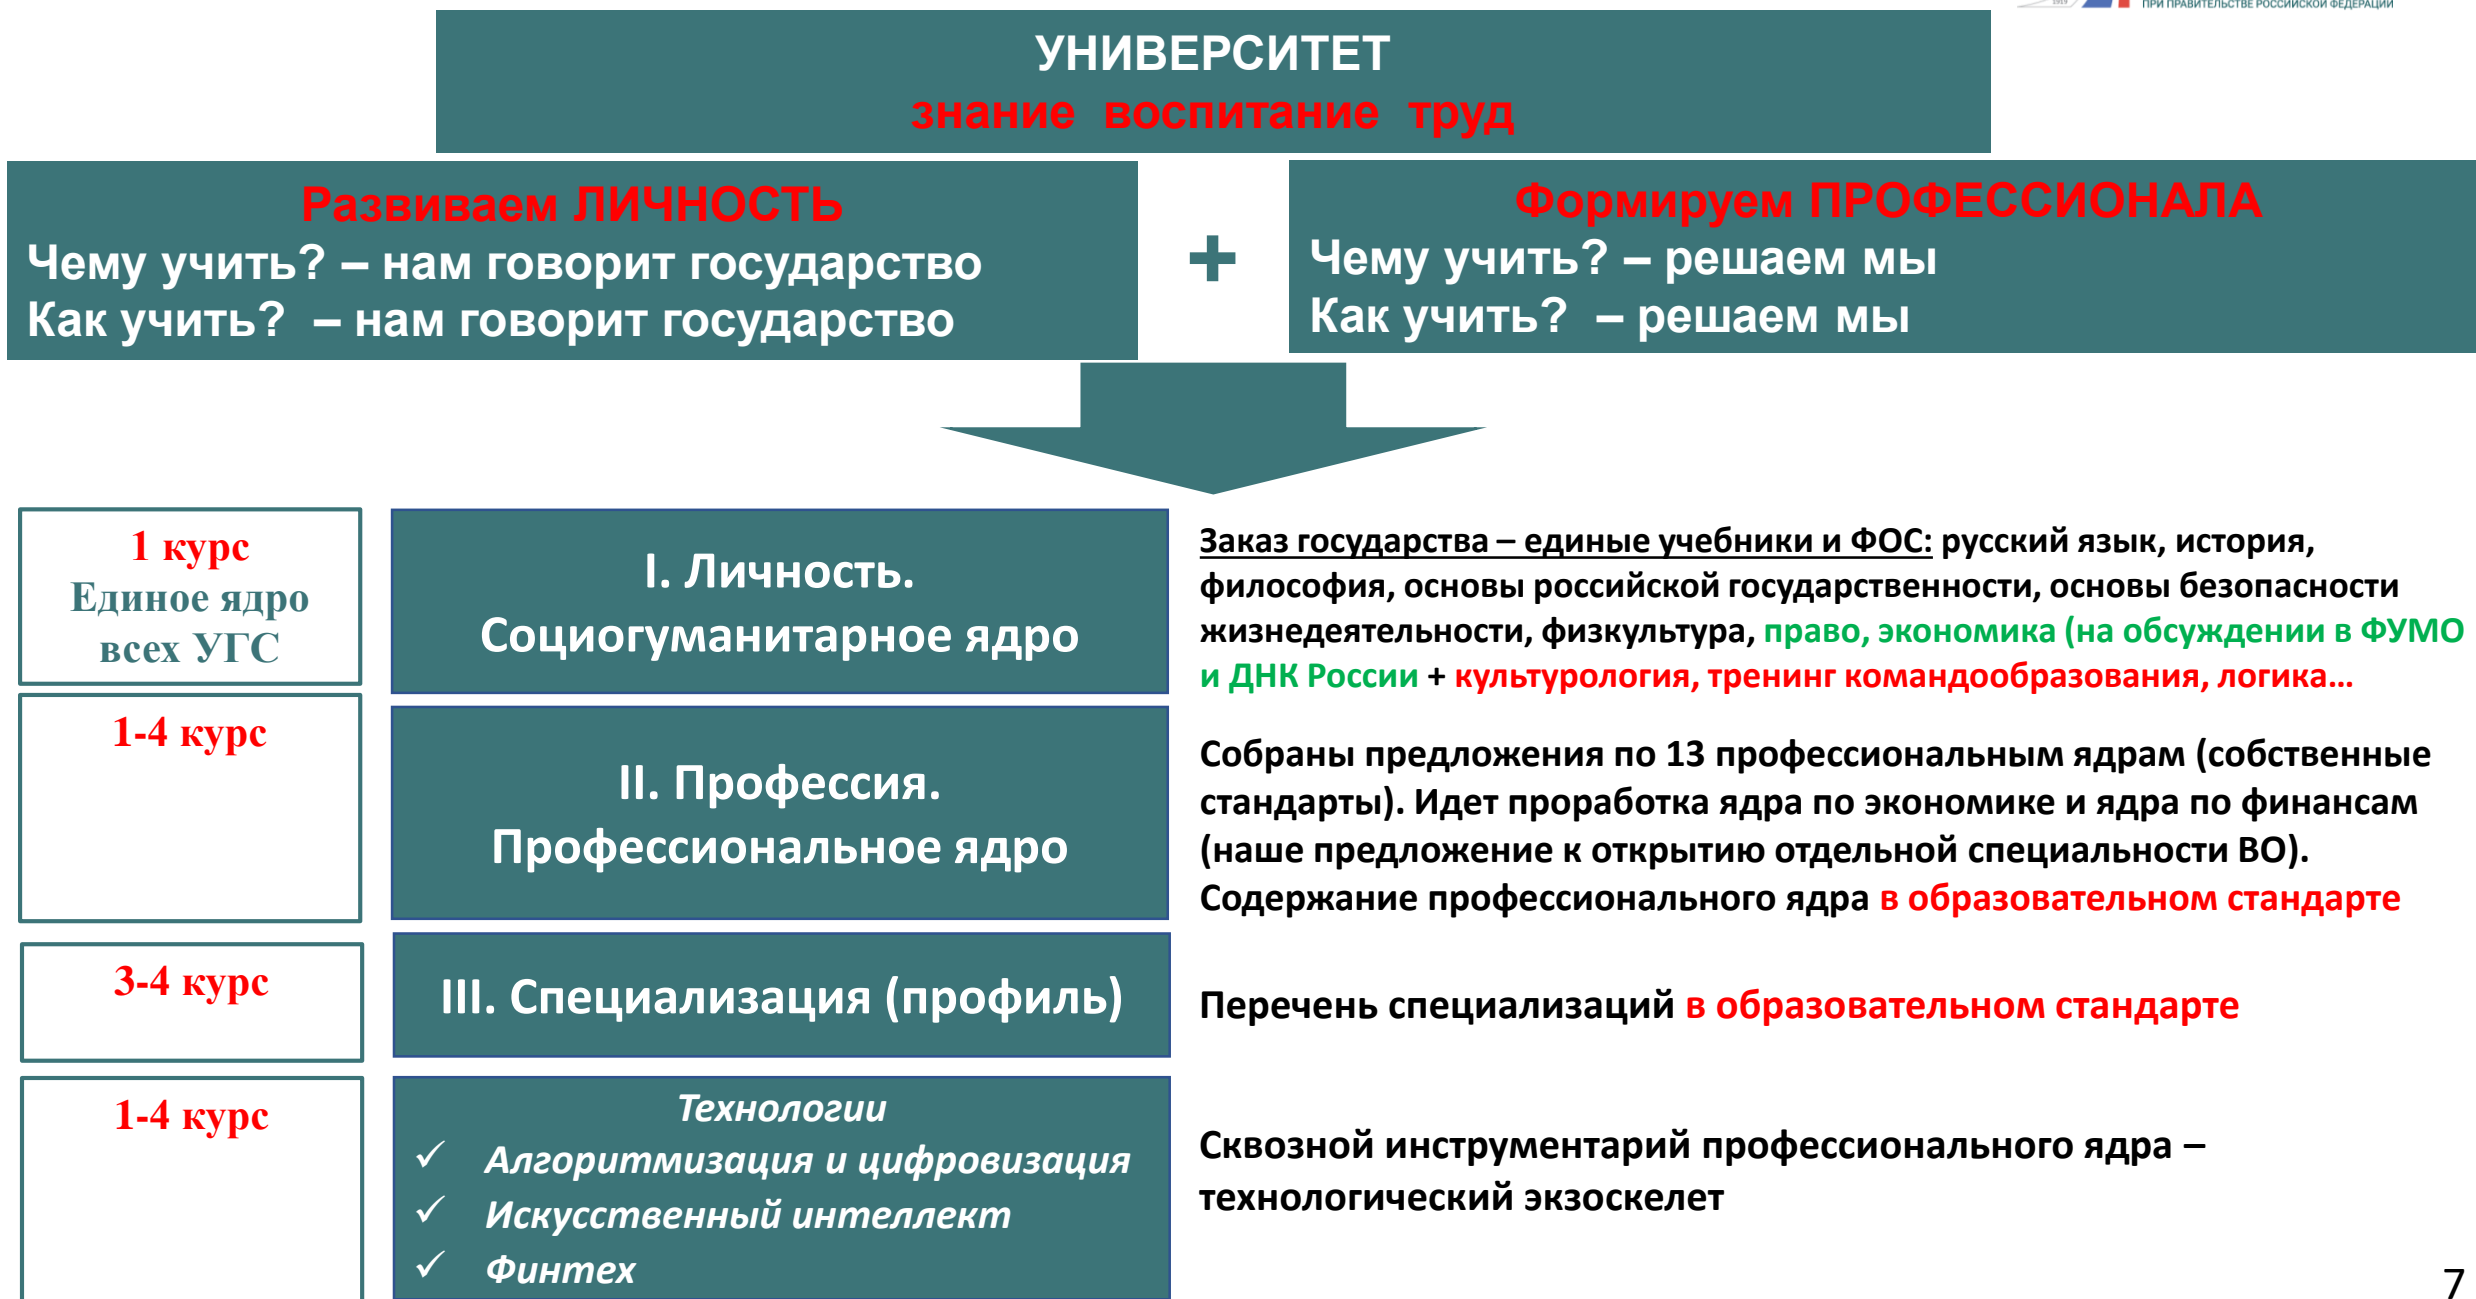 1919
ПРИ ПРАВИТЕЛЬСТВЕ РОССИЙСКОЙ ФЕДЕРАЦИИ
УНИВЕРСИТЕТ
знание воспитание труд
Развиваем ЛИЧНОСТЬ
Чему учить? – нам говорит государство
Как учить? – нам говорит государство
+
Формируем ПРОФЕССИОНАЛА
Чему учить? – решаем мы
Как учить? – решаем мы
1 курс
Единое ядро
всех УГС
I. Личность.
Социогуманитарное ядро
Заказ государства – единые учебники и ФОС: русский язык, история,
философия, основы российской государственности, основы безопасности
жизнедеятельности, физкультура, право, экономика (на обсуждении в ФУМО
и ДНК России + культурология, тренинг командообразования, логика...
1-4 курс
II. Профессия.
Профессиональное ядро
Собраны предложения по 13 профессиональным ядрам (собственные
стандарты). Идет проработка ядра по экономике и ядра по финансам
(наше предложение к открытию отдельной специальности ВО).
Содержание профессионального ядра в образовательном стандарте
3-4 курс
III. Специализация (профиль)
Перечень специализаций в образовательном стандарте
1-4 курс
Технологии
✓ Алгоритмизация и цифровизация
✓ Искусственный интеллект
✓ Финтех
Сквозной инструментарий профессионального ядра –
технологический экзоскелет
7